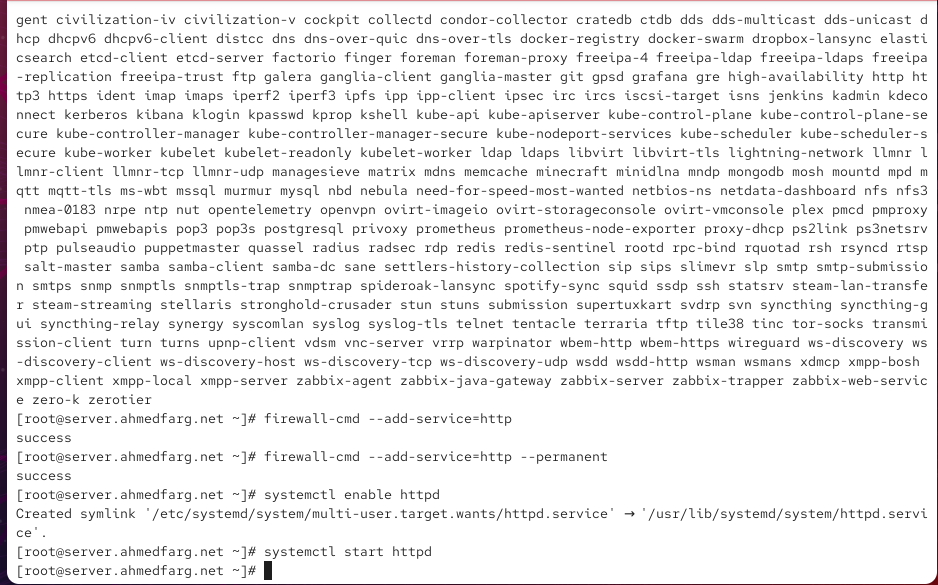 gent civilization-iv civilization-v cockpit collectd condor-collector cratedb ctdb dds dds-multicast dds-unicast d
hcp dhcpv6 dhcpv6-client distcc dns dns-over-quic dns-over-tls docker-registry docker-swarm dropbox-lansync elasti
csearch etcd-client etcd-server factorio finger foreman foreman-proxy freeipa-4 freeipa-ldap freeipa-ldaps freeipa
-replication freeipa-trust ftp galera ganglia-client ganglia-master git gpsd grafana gre high-availability http ht
tp3 https ident imap imaps iperf2 iperf3 ipfs ipp ipp-client ipsec irc ircs iscsi-target isns jenkins kadmin kdeco
nnect kerberos kibana klogin kpasswd kprop kshell kube-api kube-apiserver kube-control-plane kube-control-plane-se
cure kube-controller-manager kube-controller-manager-secure kube-nodeport-services kube-scheduler kube-scheduler-s
ecure kube-worker kubelet kubelet-readonly kubelet-worker ldap ldaps libvirt libvirt-tls lightning-network llmnr l
lmnr-client llmnr-tcp llmnr-udp managesieve matrix mdns memcache minecraft minidlna mndp mongodb mosh mountd mpd m
qtt mqtt-tls ms-wbt mssql murmur mysql nbd nebula need-for-speed-most-wanted netbios-ns netdata-dashboard nfs nfs3
 nmea-0183 nrpe ntp nut opentelemetry openvpn ovirt-imageio ovirt-storageconsole ovirt-vmconsole plex pmcd pmproxy
 pmwebapi pmwebapis pop3 pop3s postgresql privoxy prometheus prometheus-node-exporter proxy-dhcp ps2link ps3netsrv
 ptp pulseaudio puppetmaster quassel radius radsec rdp redis redis-sentinel rootd rpc-bind rquotad rsh rsyncd rtsp
 salt-master samba samba-client samba-dc sane settlers-history-collection sip sips slimevr slp smtp smtp-submissio
n smtps snmp snmptls snmptls-trap snmptrap spideroak-lansync spotify-sync squid ssdp ssh statsrv steam-lan-transfe
r steam-streaming stellaris stronghold-crusader stun stuns submission supertuxkart svdrp svn syncthing syncthing-g
ui syncthing-relay synergy syscomlan syslog syslog-tls telnet tentacle terraria tftp tile38 tinc tor-socks transmi
ssion-client turn turns upnp-client vdsm vnc-server vrrp warpinator wbem-http wbem-https wireguard ws-discovery ws
-discovery-client ws-discovery-host ws-discovery-tcp ws-discovery-udp wsdd wsdd-http wsman wsmans xdmcp xmpp-bosh
xmpp-client xmpp-local xmpp-server zabbix-agent zabbix-java-gateway zabbix-server zabbix-trapper zabbix-web-servic
e zero-k zerotier
[root@server.ahmedfarg.net ~]# firewall-cmd --add-service=http
success
[root@server.ahmedfarg.net ~]# firewall-cmd --add-service=http --permanent
success
[root@server.ahmedfarg.net ~]# systemctl enable httpd
Created symlink '/etc/systemd/system/multi-user.target.wants/httpd.service' → '/usr/lib/systemd/system/httpd.servi
ce'.
[root@server.ahmedfarg.net ~]# systemctl start httpd
[root@server.ahmedfarg.net ~]#